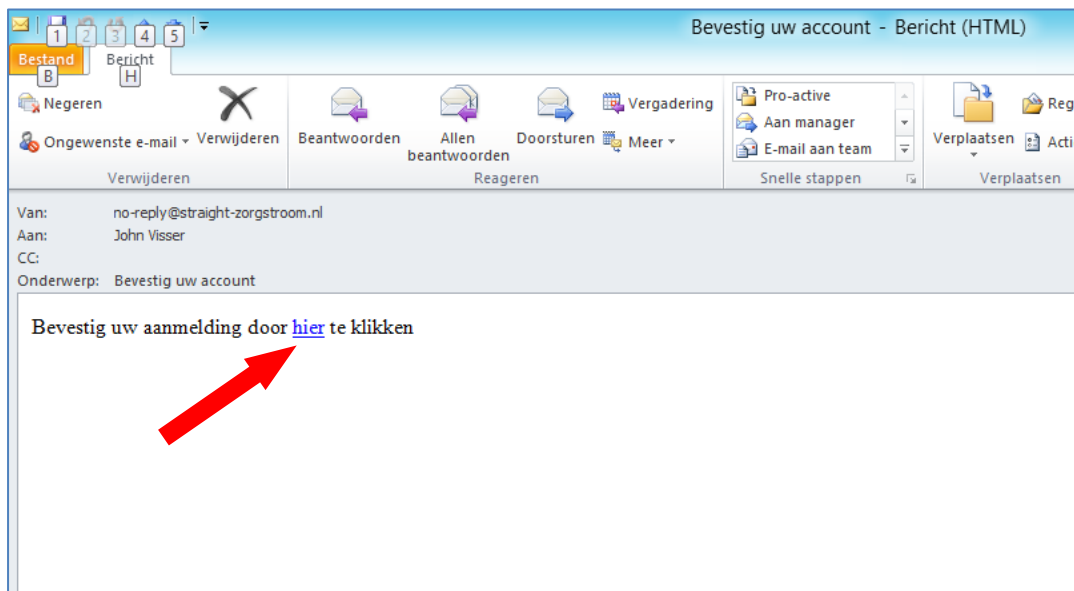 Bevestig uw account - Bericht (HTML)
1 2 3 4 5
Bestand Bericht
B H
Negeren
Ongewenste e-mail
Verwijderen
Beantwoorden
Allen
beantwoorden
Doorsturen
Vergadering
Meer
Pro-active
Aan manager
E-mail aan team
Verplaatsen
Reg
Acti
Verwijderen Reageren Snelle stappen Verplaatsen
Van: no-reply@straight-zorgstroom.nl
Aan: John Visser
CC:
Onderwerp: Bevestig uw account
Bevestig uw aanmelding door hier te klikken